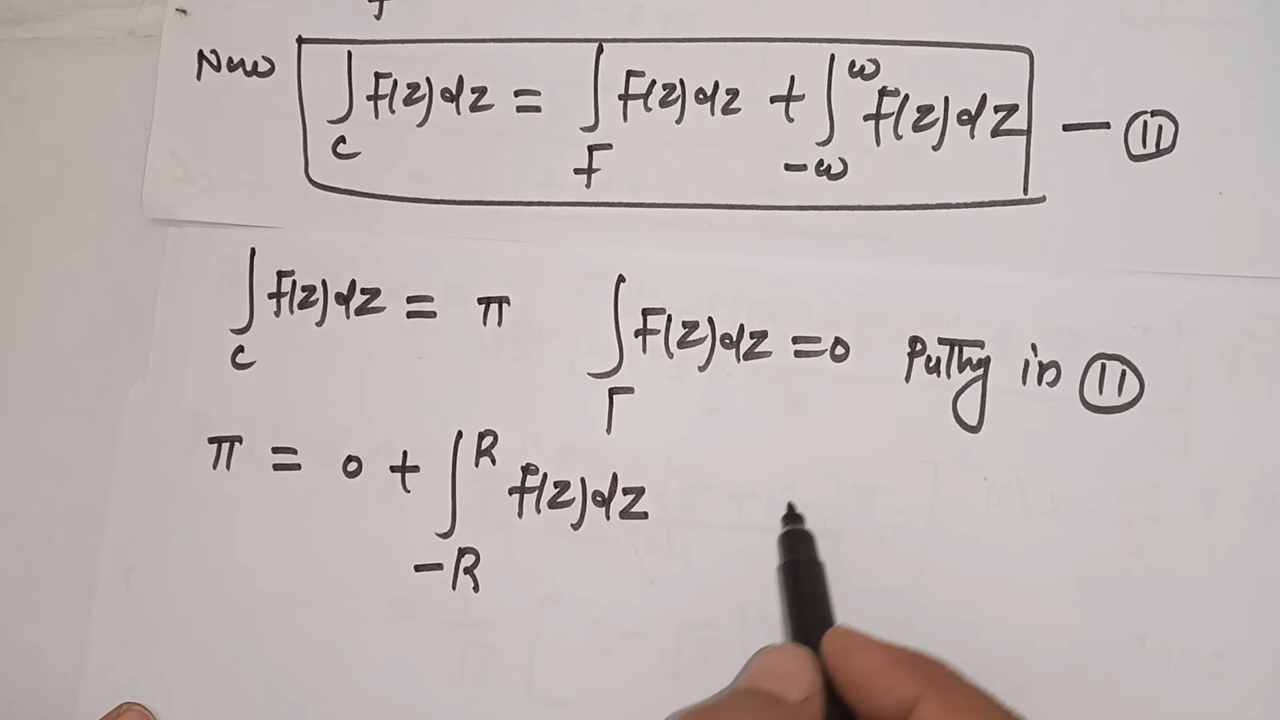 Now ∫_C F(z)dz = ∫_Γ F(z)dz + ∫_{-∞}^{∞} F(z)dz — ⑪
∫_C F(z)dz = π ∫_Γ F(z)dz = 0 Putting in ⑪
π = 0 + ∫_{-R}^{R} f(z)dz